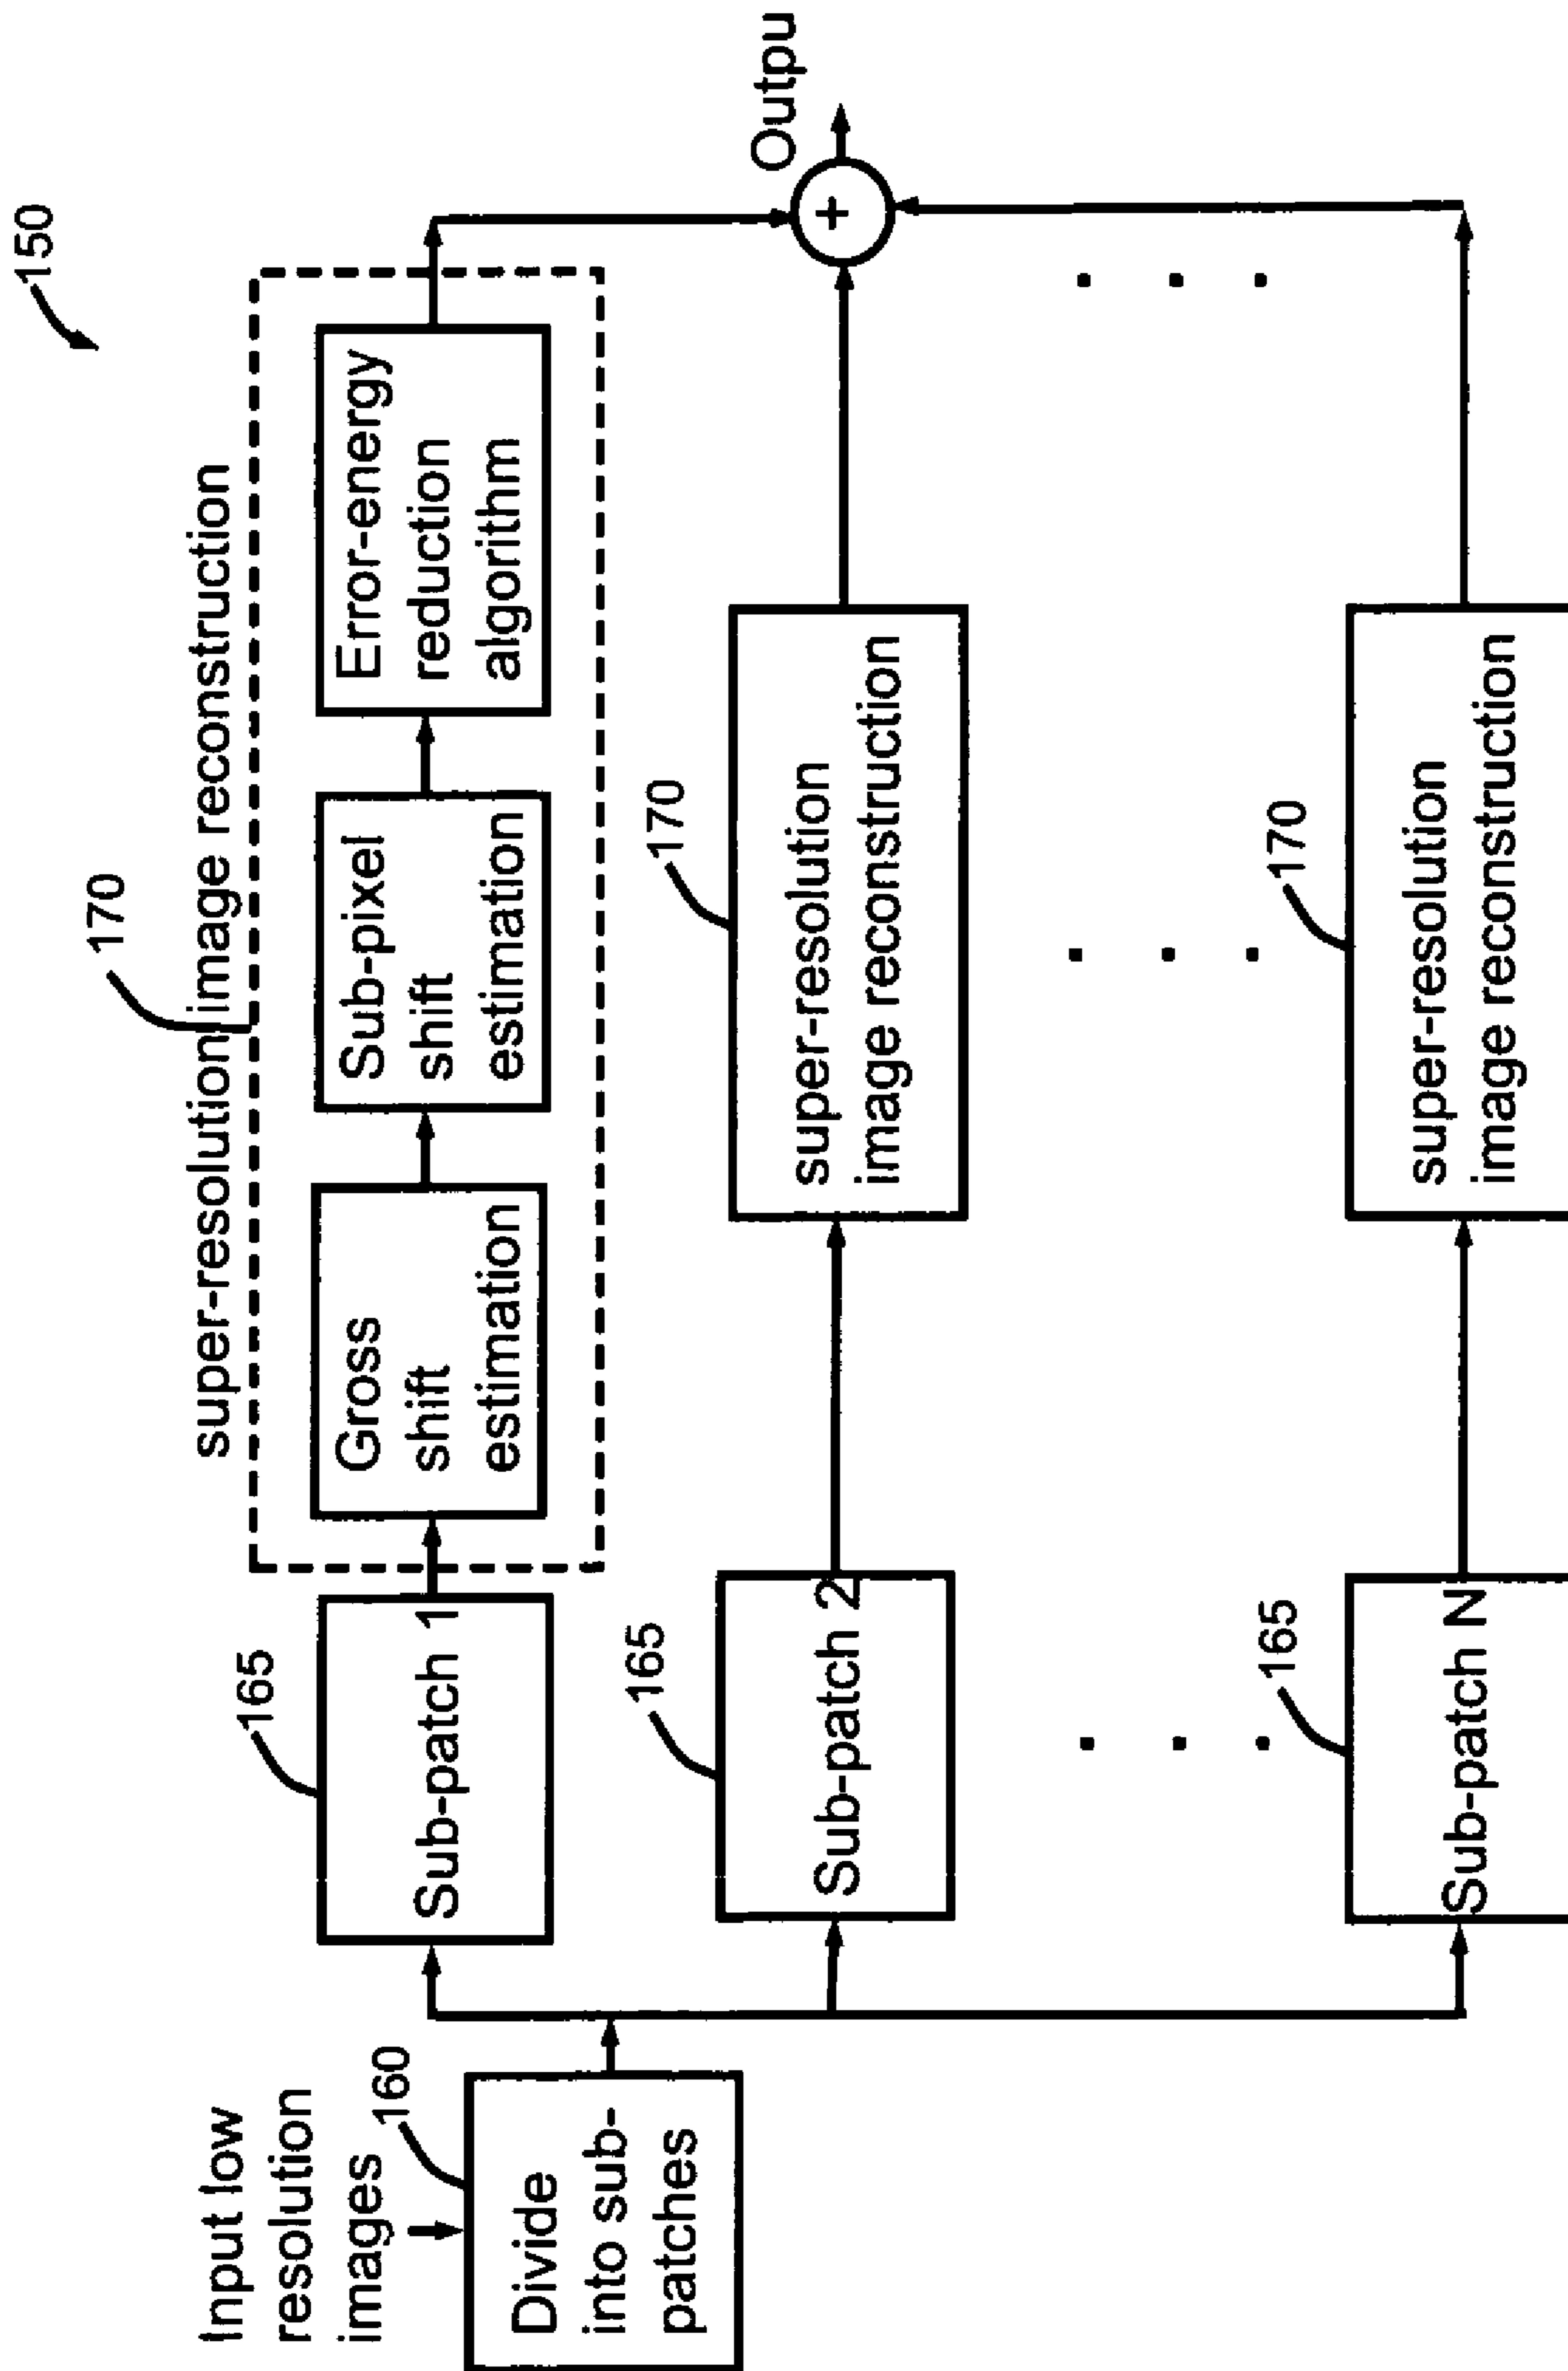 150
170
super-resolution image reconstruction
Input low
resolution
images
160
Divide
into sub-
patches
165
Sub-patch 1
Gross
shift
estimation
Sub-pixel
shift
estimation
Error-energy
reduction
algorithm
165
Sub-patch 2
170
super-resolution
image reconstruction
+
Outpu
165
Sub-patch N
170
super-resolution
image reconstruction